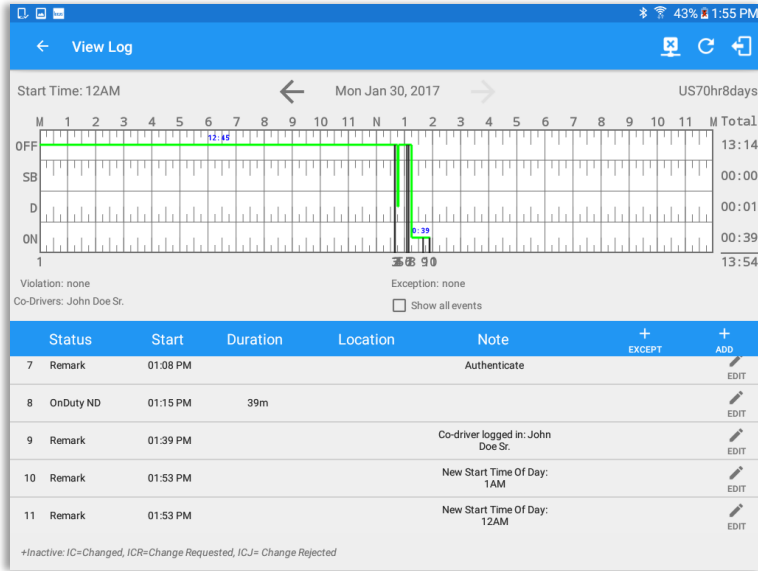 43% 1:55 PM
View Log
Start Time: 12AM Mon Jan 30, 2017 US70hr8days
M 1 2 3 4 5 6 7 8 9 10 11 N 1 2 3 4 5 6 7 8 9 10 11 M Total
12:45
OFF 13:14
SB 00:00
D 00:01
0:39
ON 00:39
1 13:54
Violation: none Exception: none
Co-Drivers: John Doe Sr. Show all events
Status Start Duration Location Note + EXCEPT + ADD
7 Remark 01:08 PM Authenticate EDIT
8 OnDuty ND 01:15 PM 39m EDIT
9 Remark 01:39 PM Co-driver logged in: John
Doe Sr. EDIT
10 Remark 01:53 PM New Start Time Of Day:
1AM EDIT
11 Remark 01:53 PM New Start Time Of Day:
12AM EDIT
+Inactive: IC=Changed, ICR=Change Requested, ICJ= Change Rejected